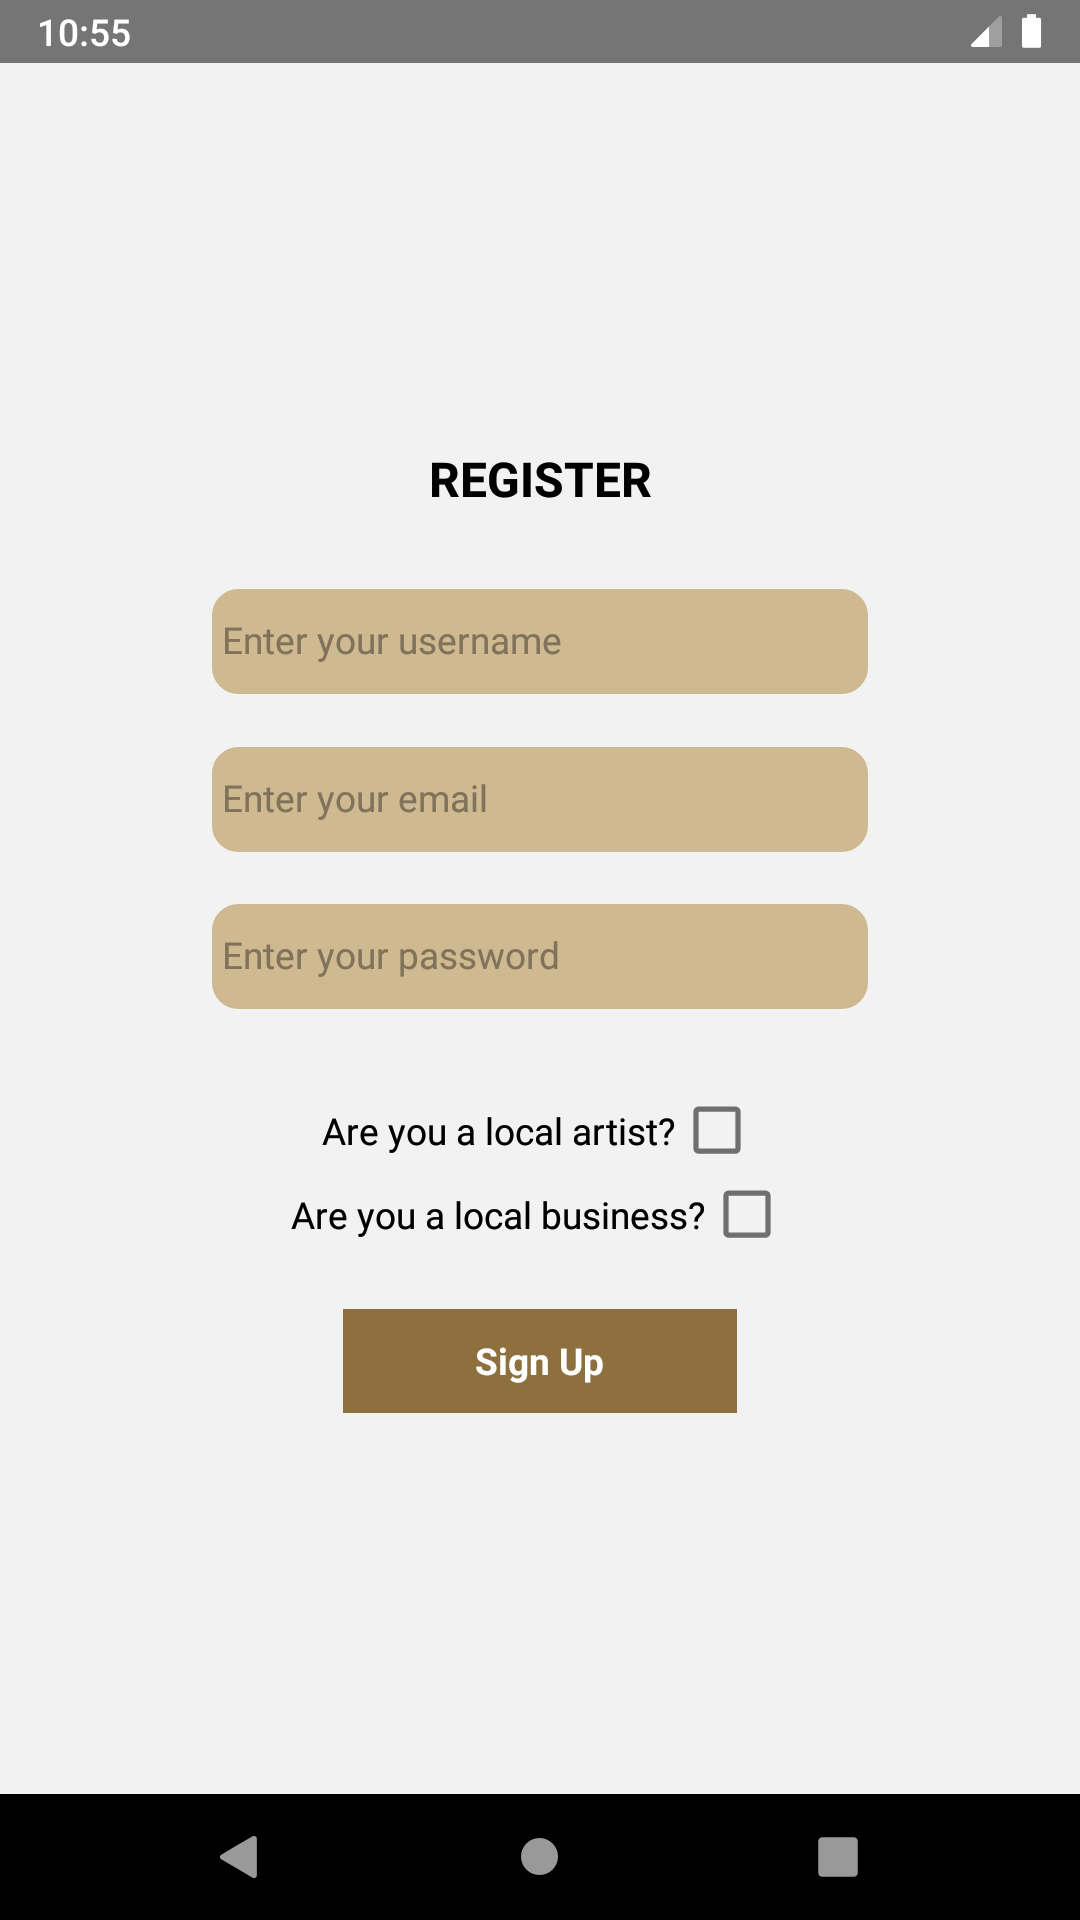 10:55
REGISTER
Enter your username
Enter your email
Enter your password
Are you a local artist?
Are you a local business?
Sign Up